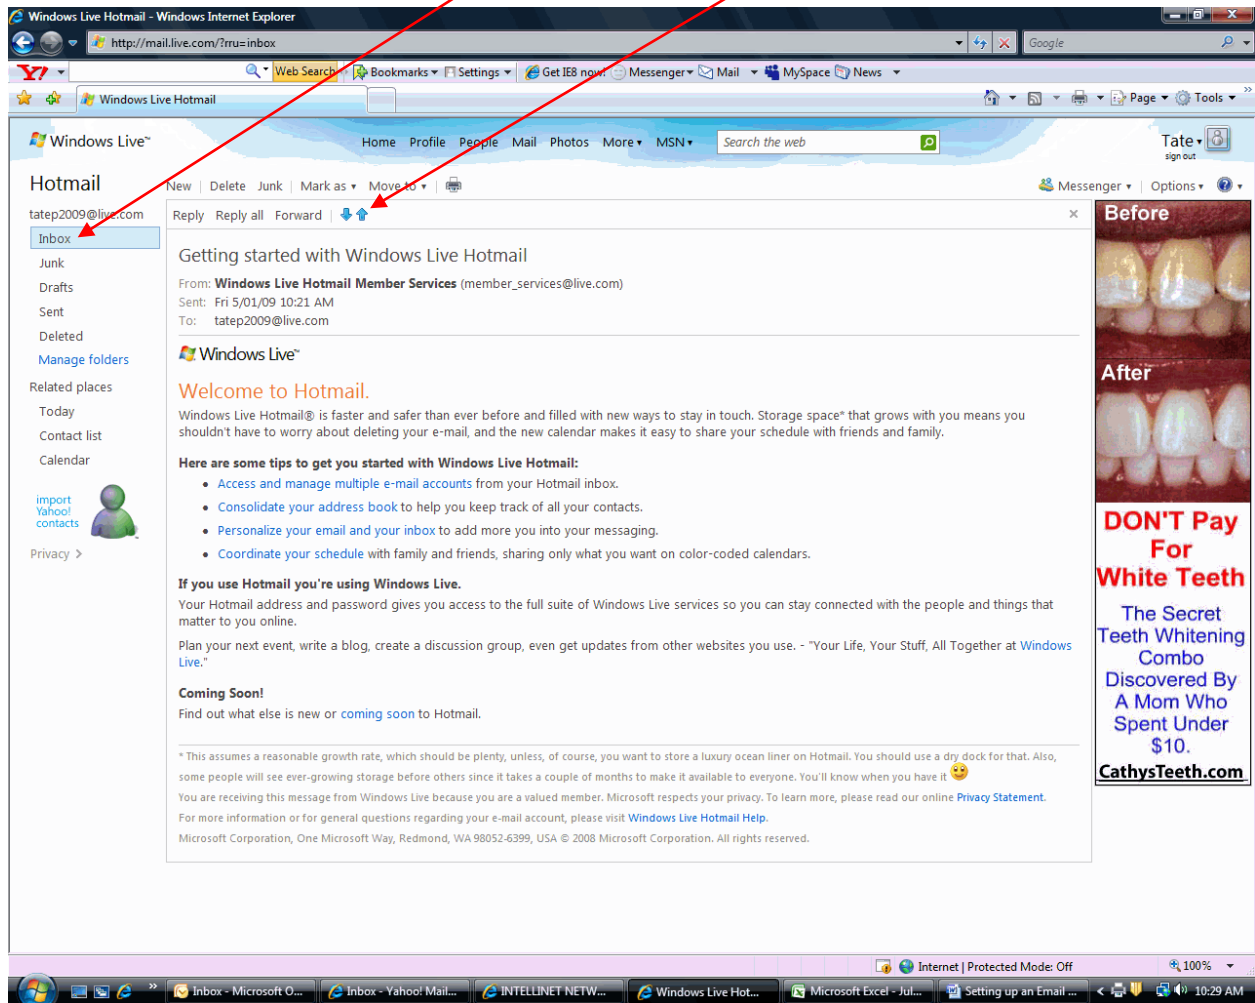 Windows Live Hotmail - Windows Internet Explorer
http://mail.live.com/?rru=inbox
Google
Y! Web Search Bookmarks Settings Get IE8 now! Messenger Mail MySpace News
Windows Live Hotmail
Page Tools
Windows Live™
Home Profile People Mail Photos More MSN
Search the web
Tate
sign out
Hotmail
New | Delete Junk | Mark as Move to
Messenger | Options
tatep2009@live.com
Inbox
Junk
Drafts
Sent
Deleted
Manage folders
Related places
Today
Contact list
Calendar
import
Yahoo!
contacts
Privacy >
Reply Reply all Forward
Getting started with Windows Live Hotmail
From: Windows Live Hotmail Member Services (member_services@live.com)
Sent: Fri 5/01/09 10:21 AM
To: tatep2009@live.com
Windows Live™
Welcome to Hotmail.
Windows Live Hotmail® is faster and safer than ever before and filled with new ways to stay in touch. Storage space* that grows with you means you
shouldn't have to worry about deleting your e-mail, and the new calendar makes it easy to share your schedule with friends and family.
Here are some tips to get you started with Windows Live Hotmail:
• Access and manage multiple e-mail accounts from your Hotmail inbox.
• Consolidate your address book to help you keep track of all your contacts.
• Personalize your email and your inbox to add more you into your messaging.
• Coordinate your schedule with family and friends, sharing only what you want on color-coded calendars.
If you use Hotmail you're using Windows Live.
Your Hotmail address and password gives you access to the full suite of Windows Live services so you can stay connected with the people and things that
matter to you online.
Plan your next event, write a blog, create a discussion group, even get updates from other websites you use. - "Your Life, Your Stuff, All Together at Windows
Live."
Coming Soon!
Find out what else is new or coming soon to Hotmail.
* This assumes a reasonable growth rate, which should be plenty, unless, of course, you want to store a luxury ocean liner on Hotmail. You should use a dry dock for that. Also,
some people will see ever-growing storage before others since it takes a couple of months to make it available to everyone. You'll know when you have it
You are receiving this message from Windows Live because you are a valued member. Microsoft respects your privacy. To learn more, please read our online Privacy Statement.
For more information or for general questions regarding your e-mail account, please visit Windows Live Hotmail Help.
Microsoft Corporation, One Microsoft Way, Redmond, WA 98052-6399, USA © 2008 Microsoft Corporation. All rights reserved.
Before
After
DON'T Pay
For
White Teeth
The Secret
Teeth Whitening
Combo
Discovered By
A Mom Who
Spent Under
$10.
CathysTeeth.com
Internet | Protected Mode: Off
100%
Inbox - Microsoft O...
Inbox - Yahoo! Mail...
INTELLINET NETW...
Windows Live Hot...
Microsoft Excel - Jul...
Setting up an Email ...
10:29 AM